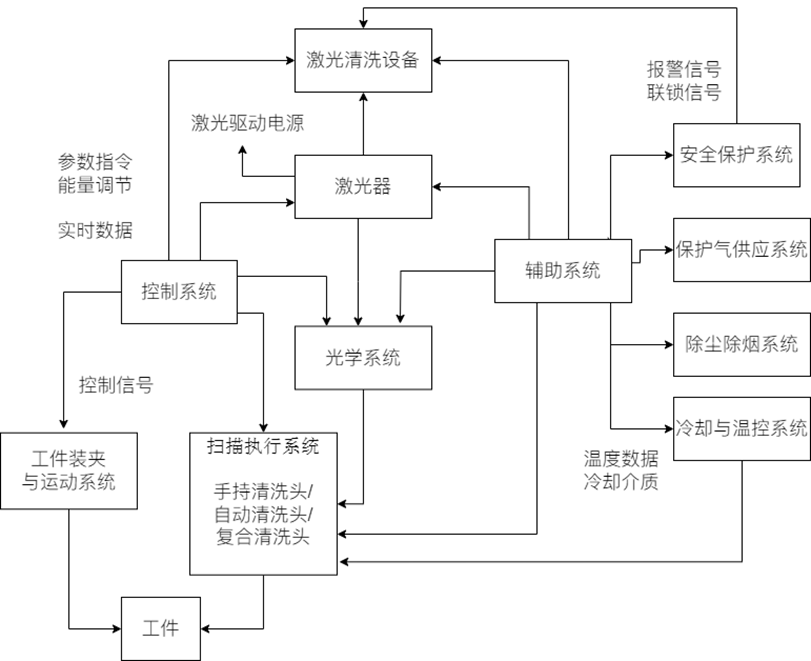 激光清洗设备
报警信号
联锁信号
激光驱动电源
安全保护系统
参数指令
能量调节
激光器
实时数据
保护气供应系统
辅助系统
控制系统
光学系统
除尘除烟系统
控制信号
冷却与温控系统
扫描执行系统
工件装夹
与运动系统
温度数据
冷却介质
手持清洗头/
自动清洗头/
复合清洗头
工件